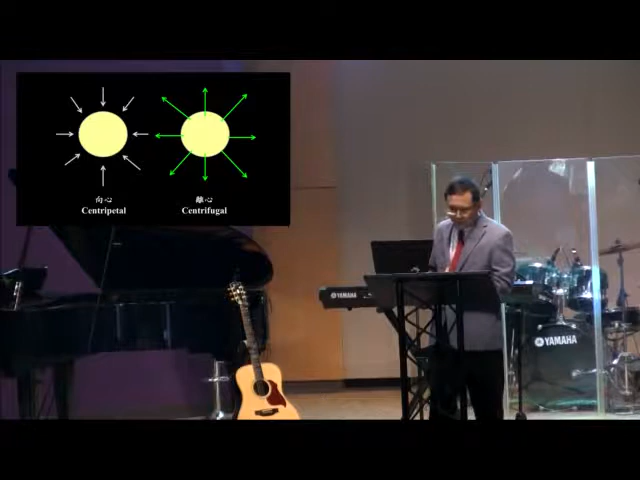 向心
離心
Centripetal
Centrifugal
YAMAHA
YAMAHA